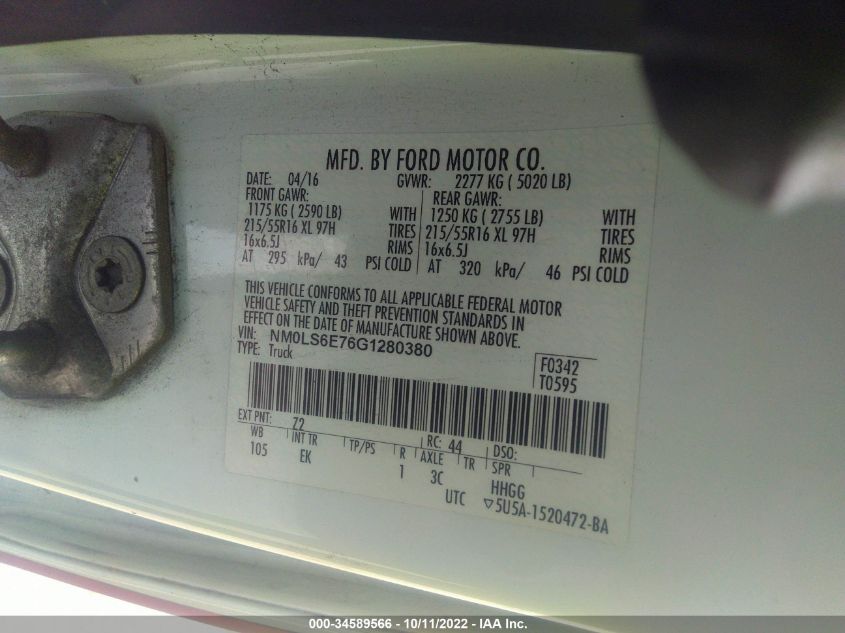 MFD. BY FORD MOTOR CO.
DATE: 04/16 GVWR: 2277 KG ( 5020 LB)
FRONT GAWR: REAR GAWR:
1175 KG ( 2590 LB) WITH 1250 KG ( 2755 LB) WITH
215/55R16 XL 97H TIRES 215/55R16 XL 97H TIRES
16x6.5J RIMS 16x6.5J RIMS
AT 295 kPa/ 43 PSI COLD AT 320 kPa/ 46 PSI COLD
THIS VEHICLE CONFORMS TO ALL APPLICABLE FEDERAL MOTOR
VEHICLE SAFETY AND THEFT PREVENTION STANDARDS IN
EFFECT ON THE DATE OF MANUFACTURE SHOWN ABOVE.
VIN: NM0LS6E76G1280380
TYPE: Truck
F0342
T0595
EXT PNT: Z2 RC: 44 DSO:
WB INT TR TP/PS R AXLE TR SPR
105 EK 1 3C HHGG
UTC ▽5U5A-1520472-BA
000-34589566 - 10/11/2022 - IAA Inc.